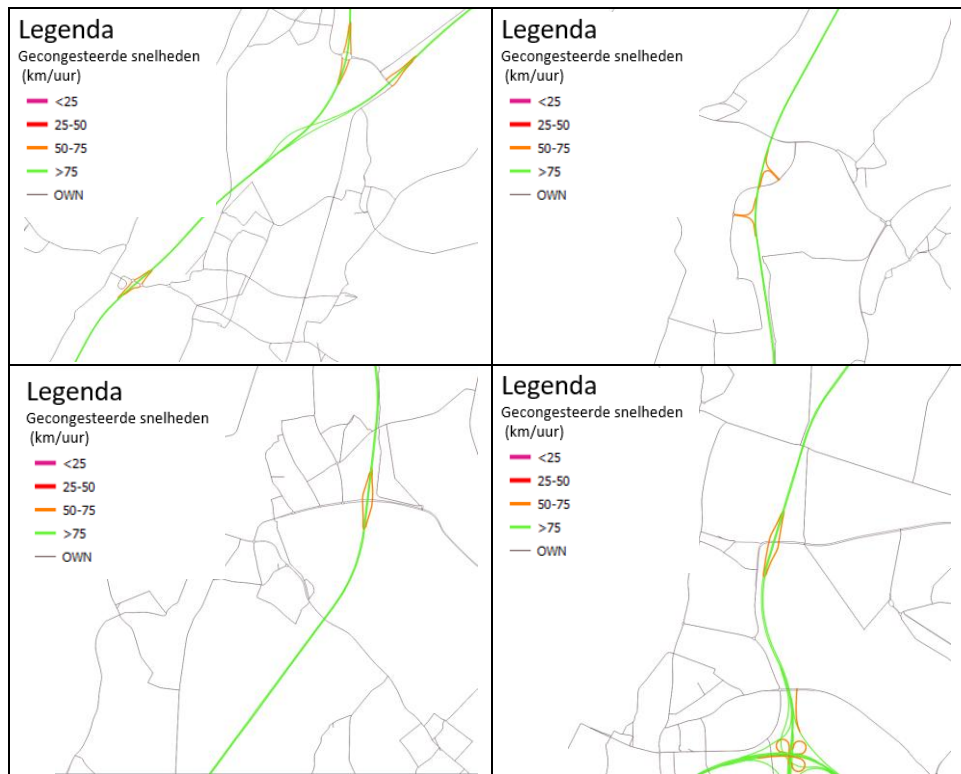 Legenda
Gecongesteerde snelheden
(km/uur)
<25
25-50
50-75
>75
OWN
Legenda
Gecongesteerde snelheden
(km/uur)
<25
25-50
50-75
>75
OWN
Legenda
Gecongesteerde snelheden
(km/uur)
<25
25-50
50-75
>75
OWN
Legenda
Gecongesteerde snelheden
(km/uur)
<25
25-50
50-75
>75
OWN